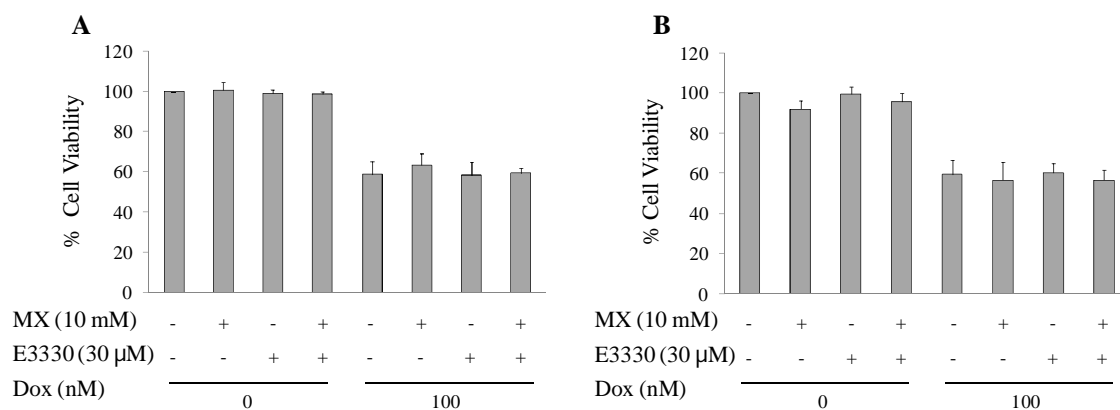 A
% Cell Viability
120
100
80
60
40
20
0
MX (10 mM) - + - + - + - +
E3330 (30 µM) - - + + - - + +
Dox (nM) 0 100
B
% Cell Viability
120
100
80
60
40
20
0
MX (10 mM) - + - + - + - +
E3330 (30 µM) - - + + - - + +
Dox (nM) 0 100